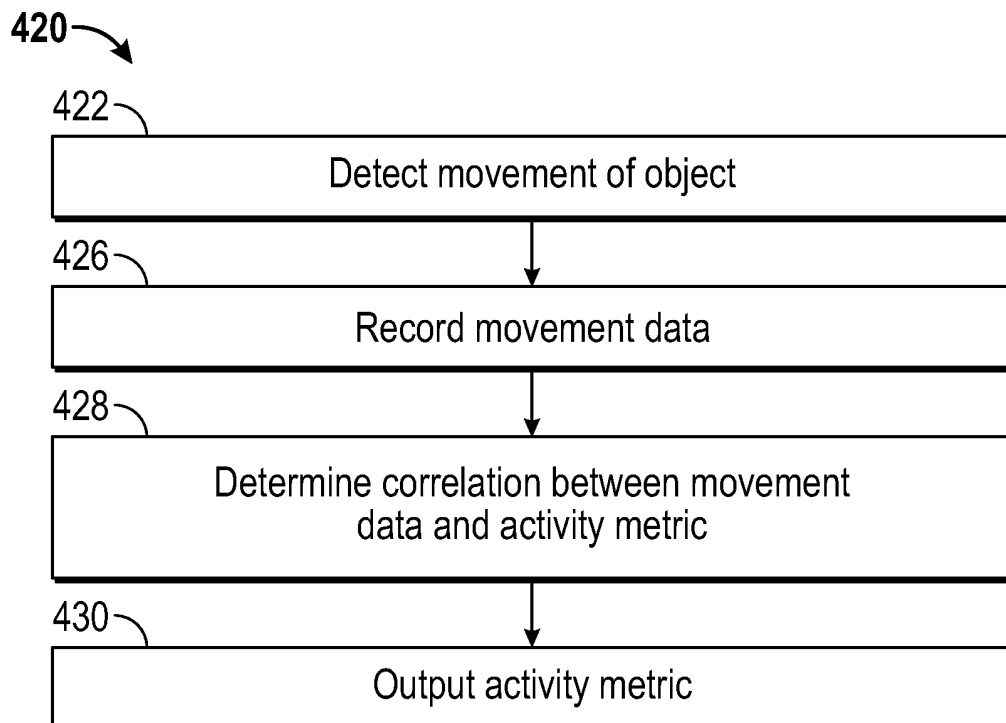 420
422
Detect movement of object
426
Record movement data
428
Determine correlation between movement
data and activity metric
430
Output activity metric